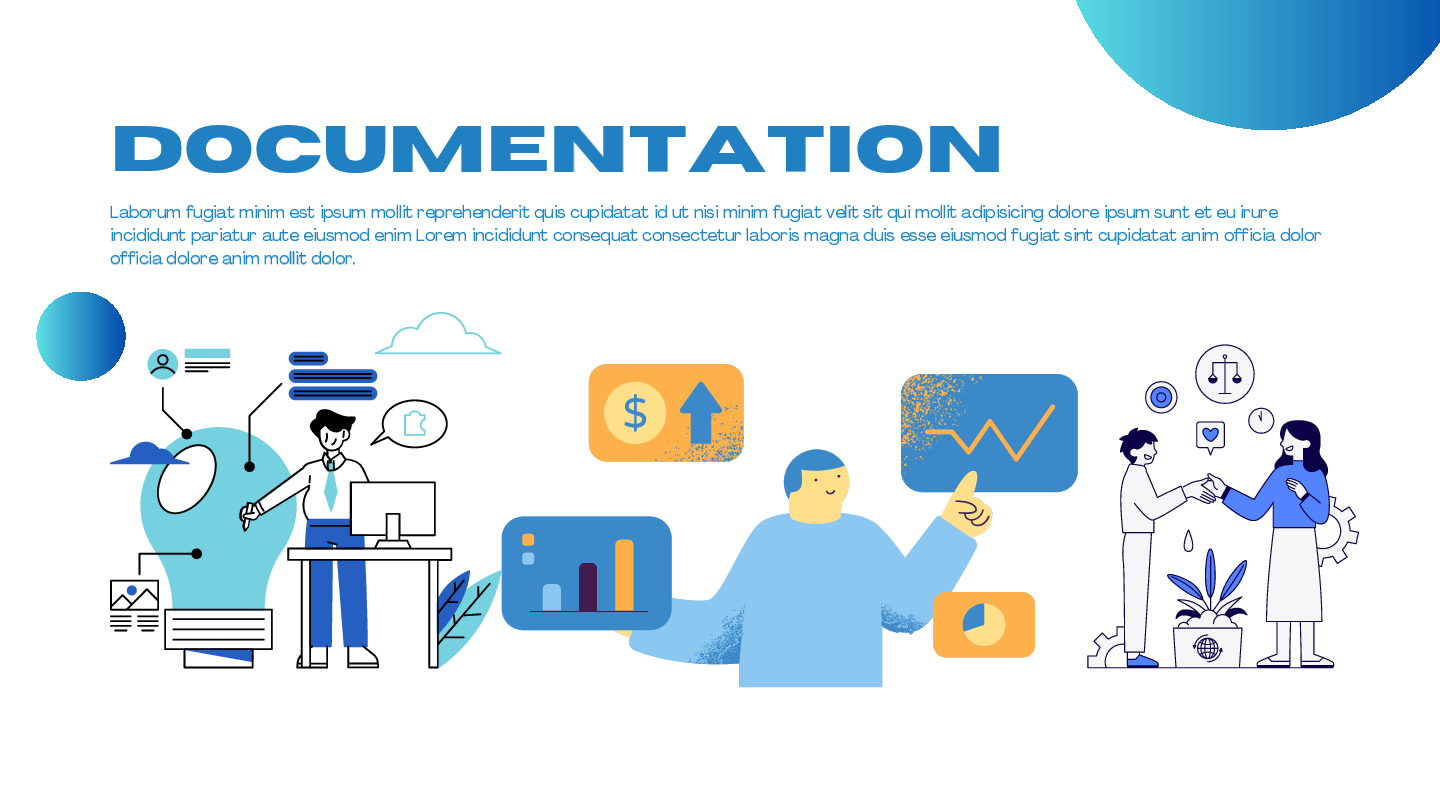 DOCUMENTATION
Laborum fugiat minim est ipsum mollit reprehenderit quis cupidatat id ut nisi minim fugiat velit sit qui mollit adipisicing dolore ipsum sunt et eu irure
incididunt pariatur aute eiusmod enim Lorem incididunt consequat consectetur laboris magna duis esse eiusmod fugiat sint cupidatat anim officia dolor
officia dolore anim mollit dolor.
$